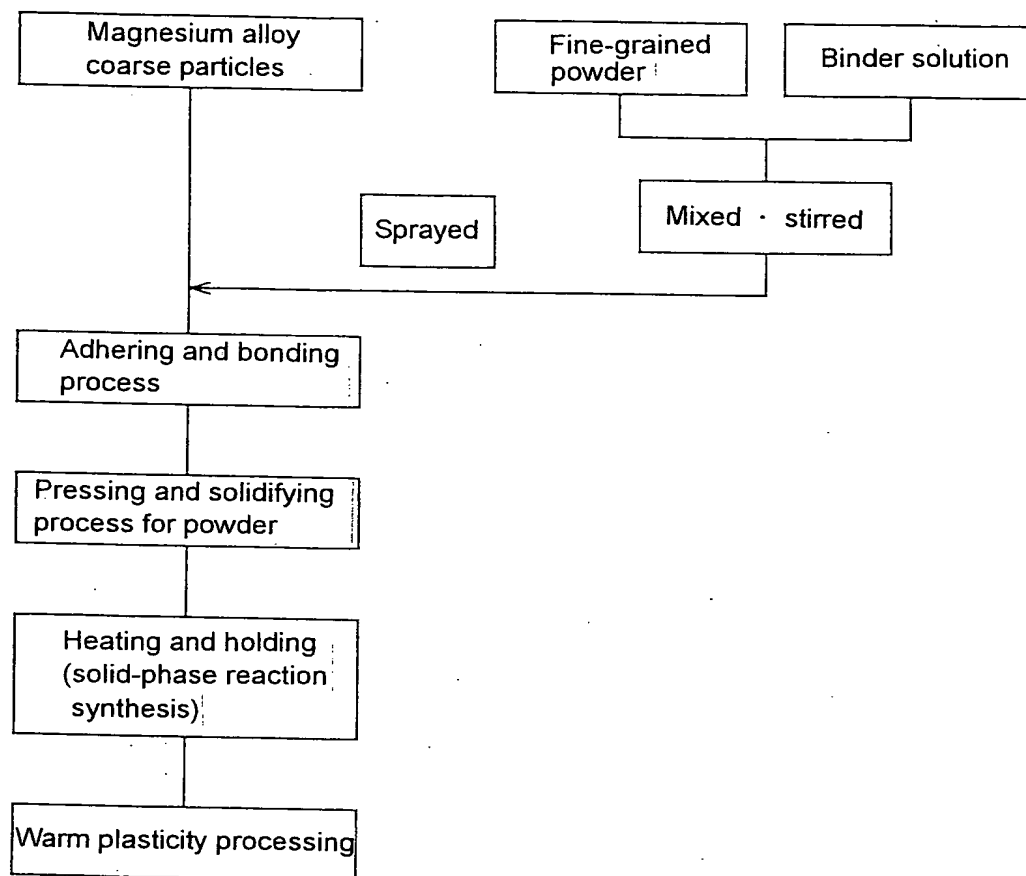 Magnesium alloy
coarse particles
Fine-grained
powder
Binder solution
Sprayed
Mixed · stirred
Adhering and bonding
process
Pressing and solidifying
process for powder
Heating and holding
(solid-phase reaction
synthesis)
Warm plasticity processing